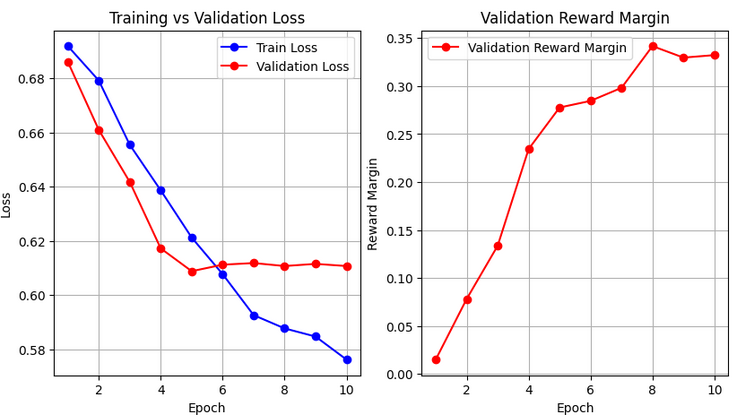 Training vs Validation Loss
Train Loss
Validation Loss
Loss
0.68
0.66
0.64
0.62
0.60
0.58
2
4
6
8
10
Epoch
Validation Reward Margin
Validation Reward Margin
Reward Margin
0.35
0.30
0.25
0.20
0.15
0.10
0.05
0.00
2
4
6
8
10
Epoch